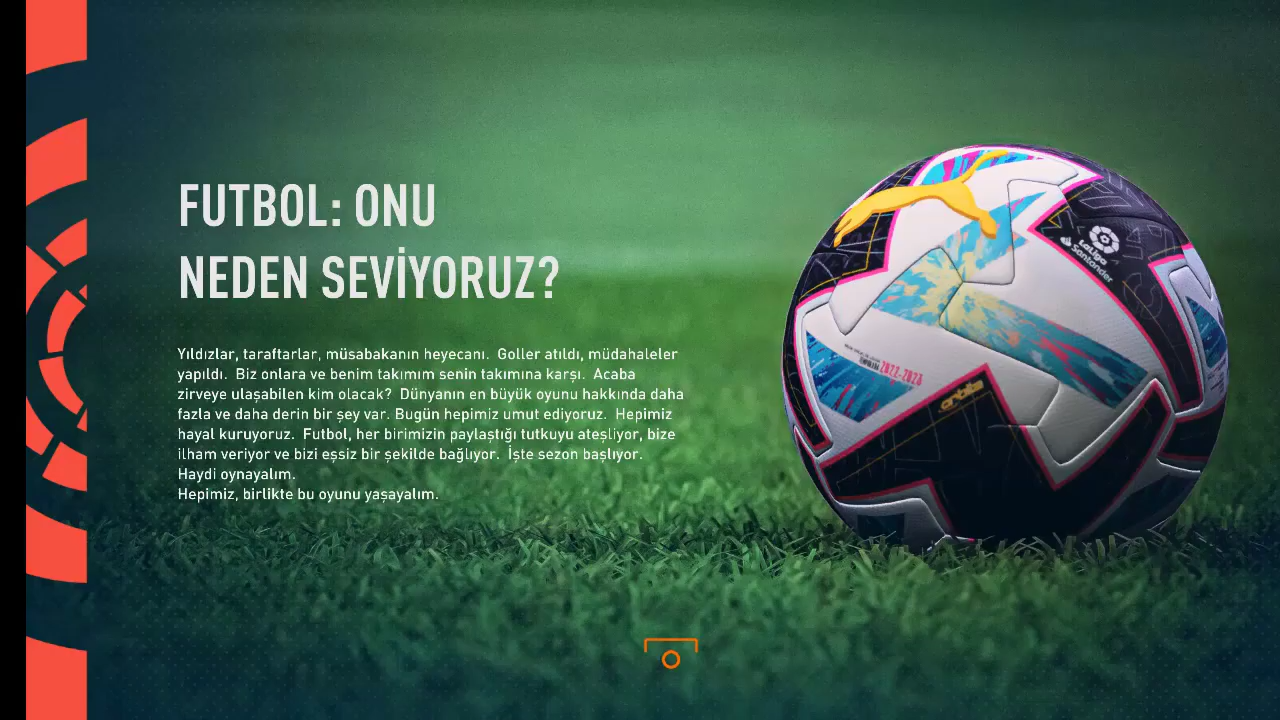 FUTBOL: ONU
NEDEN SEVİYORUZ?
Yıldızlar, taraftarlar, müsabakanın heyecanı. Goller atıldı, müdahaleler
yapıldı. Biz onlara ve benim takımım senin takımına karşı. Acaba
zirveye ulaşabilen kim olacak? Dünyanın en büyük oyunu hakkında daha
fazla ve daha derin bir şey var. Bugün hepimiz umut ediyoruz. Hepimiz
hayal kuruyoruz. Futbol, her birimizin paylaştığı tutkuyu ateşliyor, bize
ilham veriyor ve bizi eşsiz bir şekilde bağlıyor. İşte sezon başlıyor.
Haydi oynayalım.
Hepimiz, birlikte bu oyunu yaşayalım.
LaLiga
Santander
2022-2023
orbita